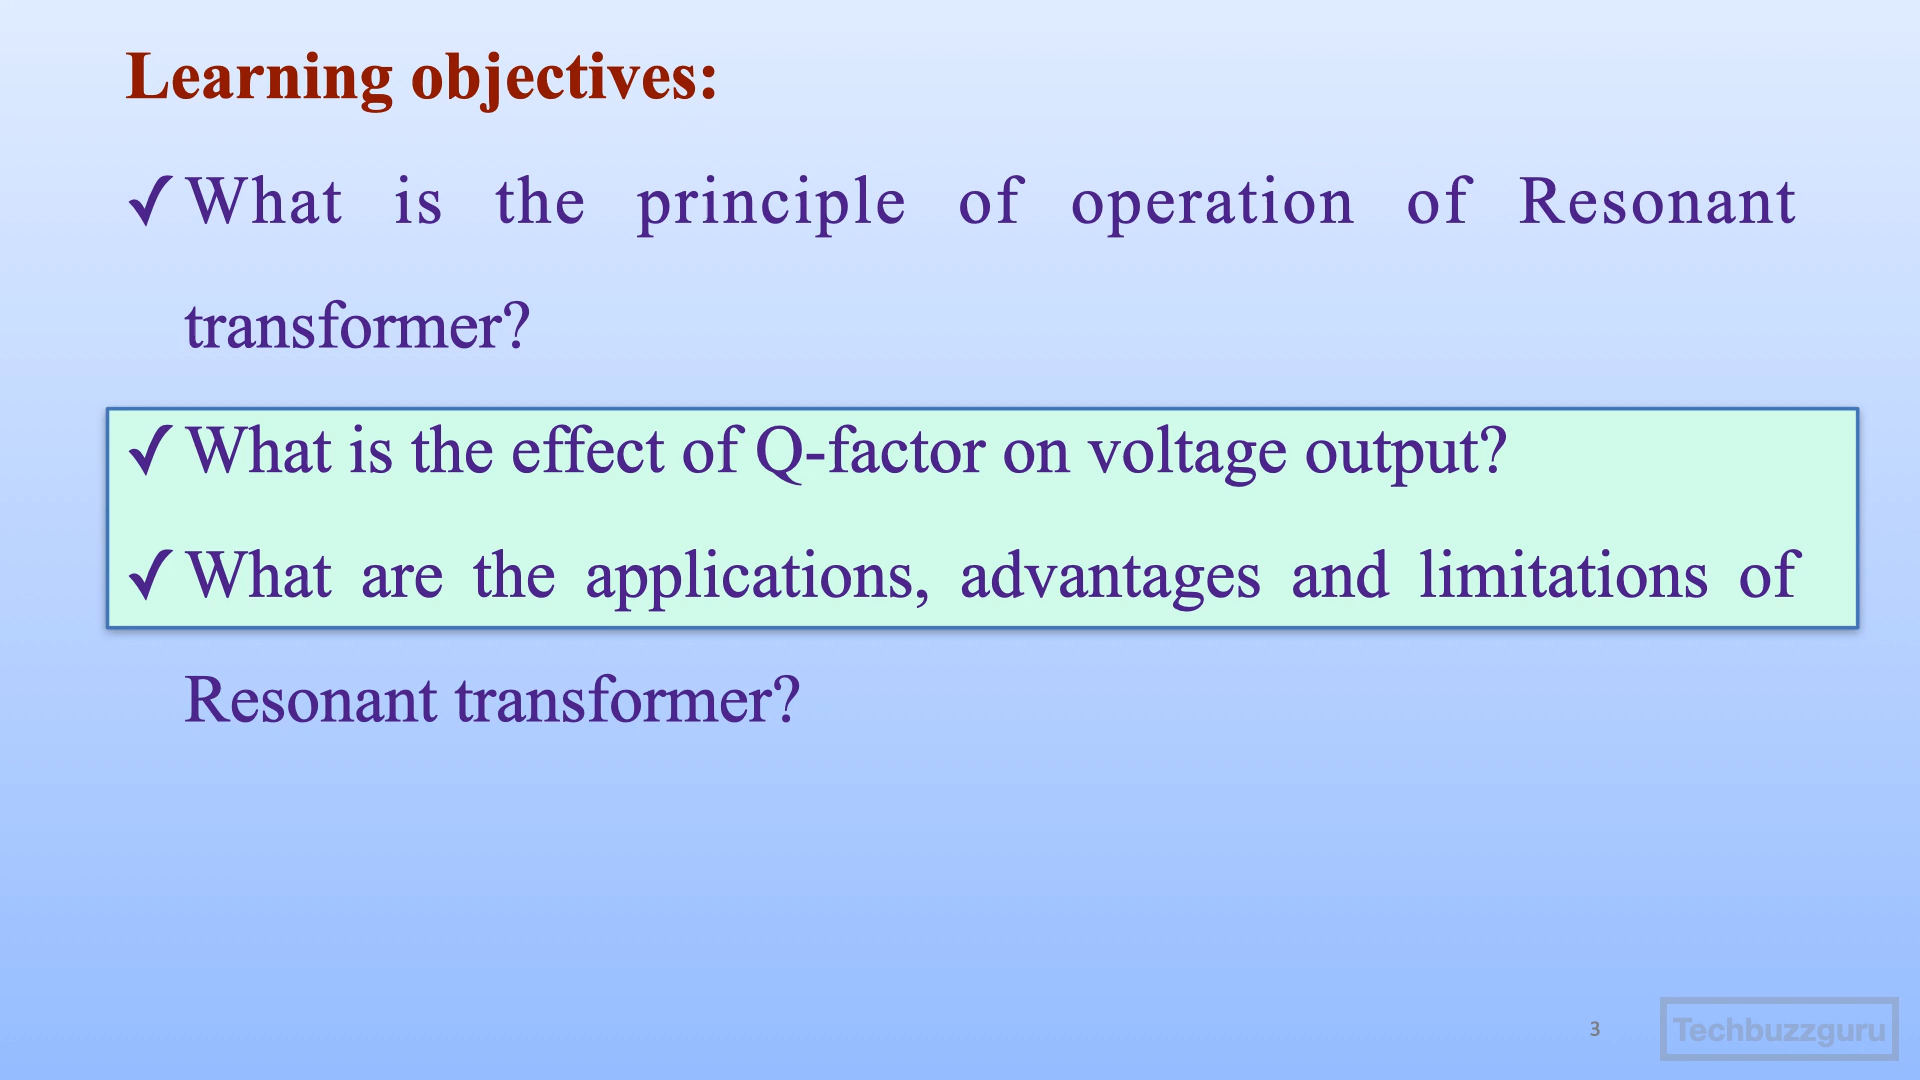 Learning objectives:
✓ What is the principle of operation of Resonant
transformer?
✓ What is the effect of Q-factor on voltage output?
✓ What are the applications, advantages and limitations of
Resonant transformer?
3
Techbuzzguru